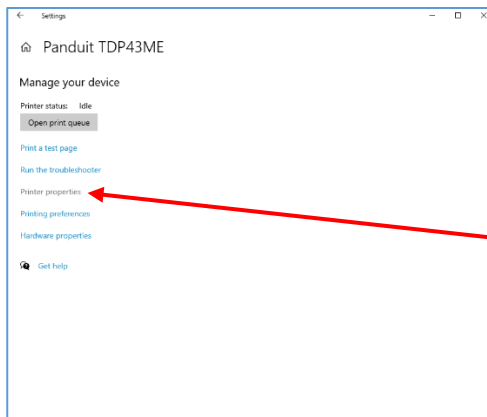 Settings
Panduit TDP43ME
Manage your device
Printer status: Idle
Open print queue
Print a test page
Run the troubleshooter
Printer properties
Printing preferences
Hardware properties
Get help